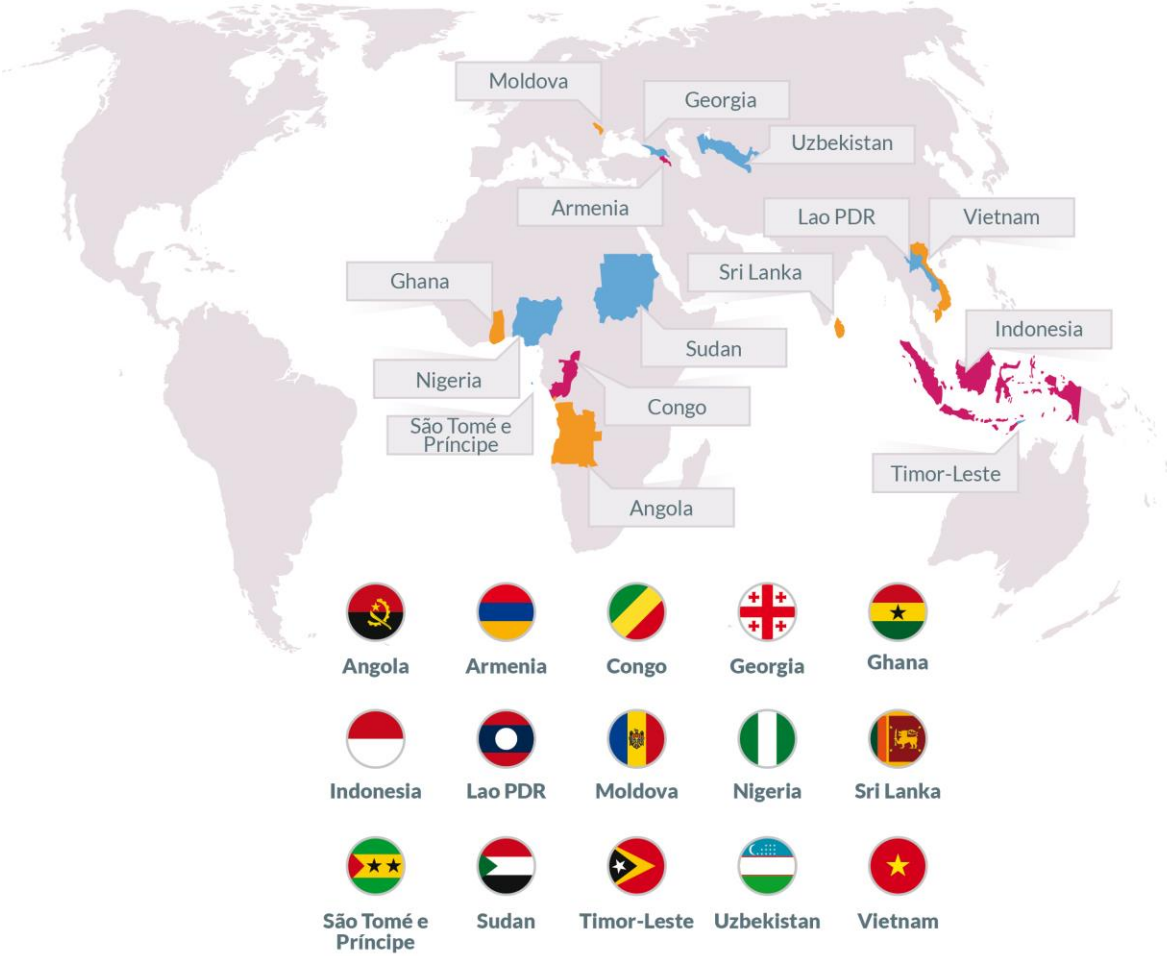 Moldova
Georgia
Uzbekistan
Armenia
Lao PDR
Vietnam
Ghana
Sri Lanka
Indonesia
Sudan
Nigeria
Congo
São Tomé e
Príncipe
Timor-Leste
Angola
Angola
Armenia
Congo
Georgia
Ghana
Indonesia
Lao PDR
Moldova
Nigeria
Sri Lanka
São Tomé e
Príncipe
Sudan
Timor-Leste
Uzbekistan
Vietnam